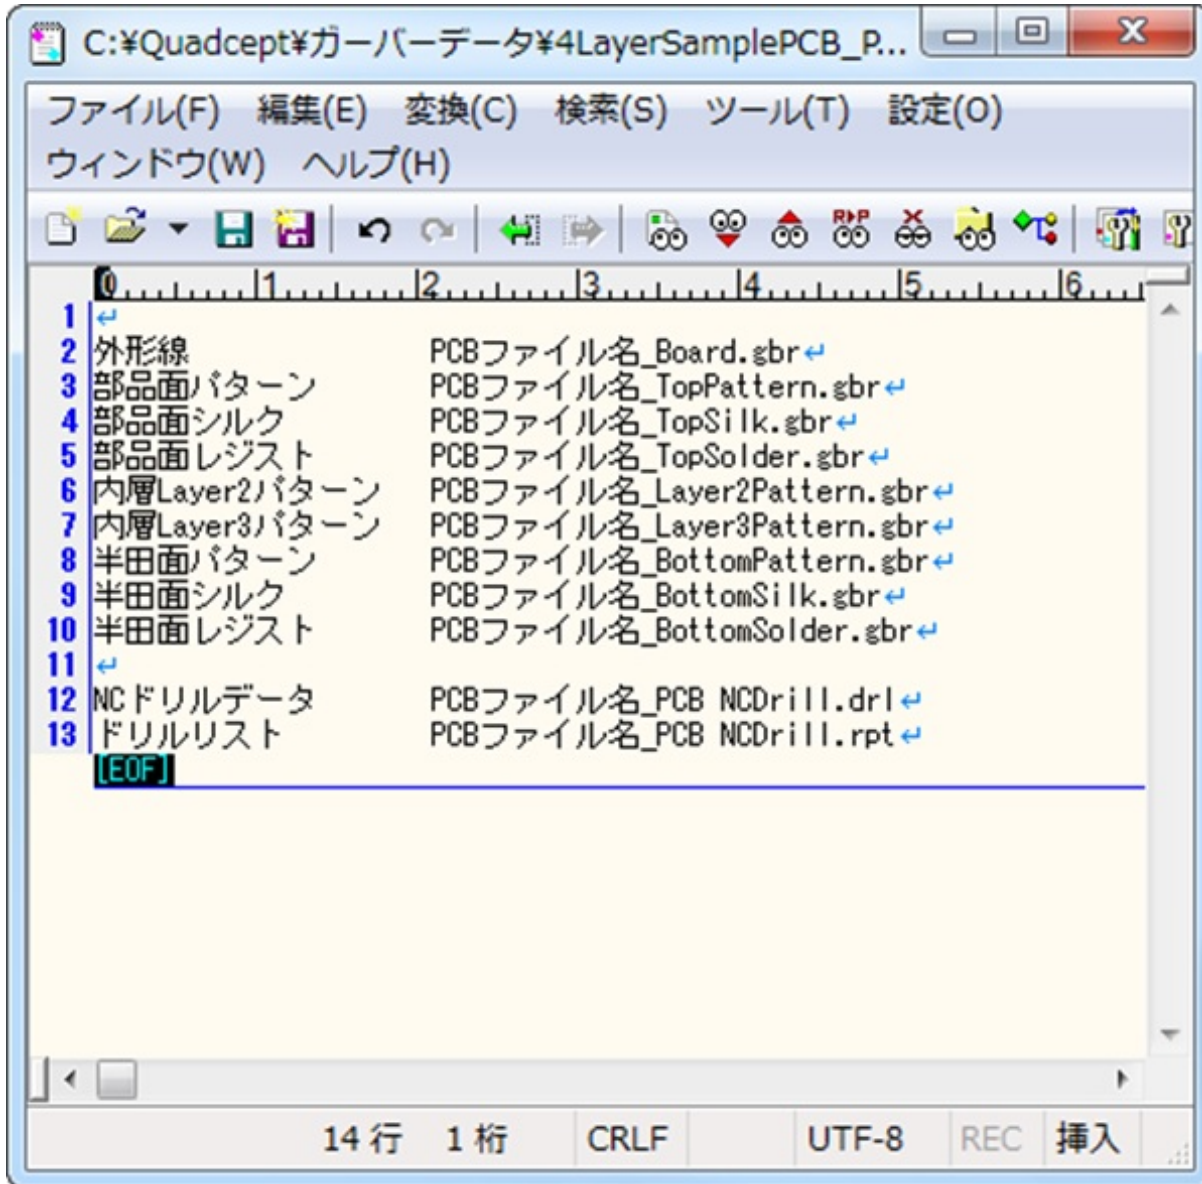 C:¥Quadcept¥ガーバーデータ¥4LayerSamplePCB_P...
ファイル(F) 編集(E) 変換(C) 検索(S) ツール(T) 設定(O)
ウィンドウ(W) ヘルプ(H)
0 1 2 3 4 5 6
1
2 外形線 PCBファイル名_Board.gbr
3 部品面パターン PCBファイル名_TopPattern.gbr
4 部品面シルク PCBファイル名_TopSilk.gbr
5 部品面レジスト PCBファイル名_TopSolder.gbr
6 内層Layer2パターン PCBファイル名_Layer2Pattern.gbr
7 内層Layer3パターン PCBファイル名_Layer3Pattern.gbr
8 半田面パターン PCBファイル名_BottomPattern.gbr
9 半田面シルク PCBファイル名_BottomSilk.gbr
10 半田面レジスト PCBファイル名_BottomSolder.gbr
11
12 NCドリルデータ PCBファイル名_PCB NCDrill.drl
13 ドリルリスト PCBファイル名_PCB NCDrill.rpt
[EOF]
14 行 1 桁 CRLF UTF-8 REC 挿入